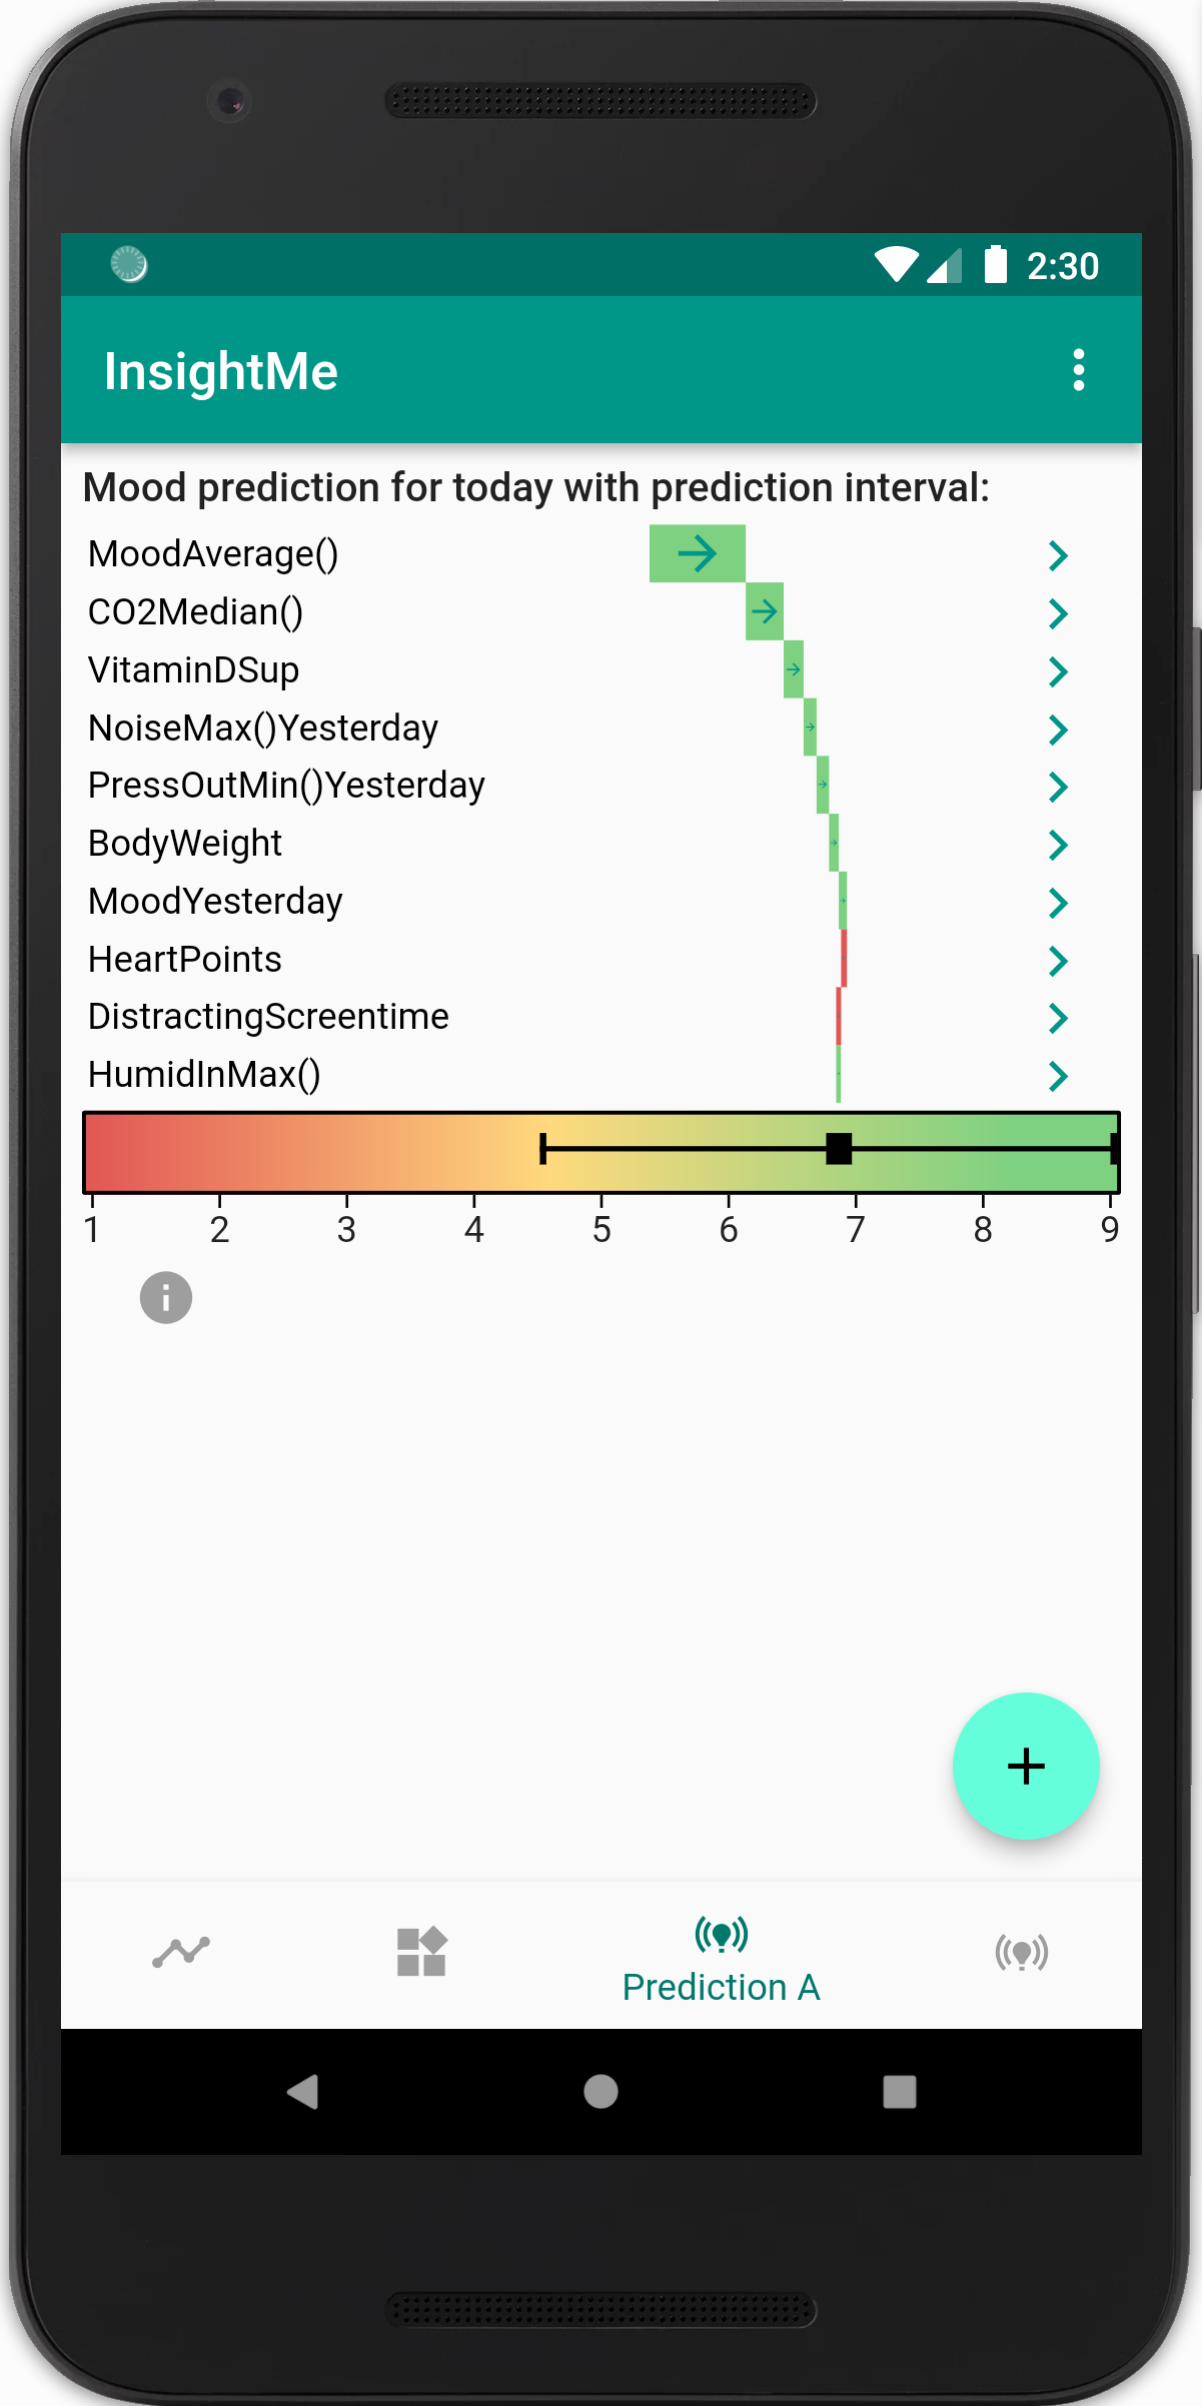 2:30
InsightMe
Mood prediction for today with prediction interval:
MoodAverage()
CO2Median()
VitaminDSup
NoiseMax()Yesterday
PressOutMin()Yesterday
BodyWeight
MoodYesterday
HeartPoints
DistractingScreentime
HumidInMax()
1 2 3 4 5 6 7 8 9
Prediction A